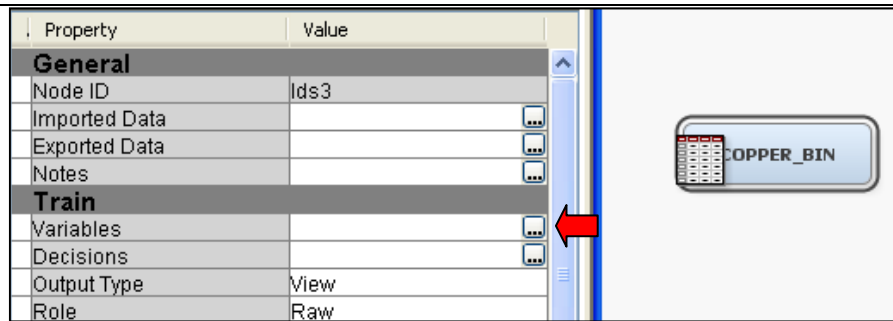 Property Value
General
Node ID Ids3
Imported Data ...
Exported Data ...
Notes ...
Train
Variables ...
Decisions ...
Output Type View
Role Raw
COPPER_BIN